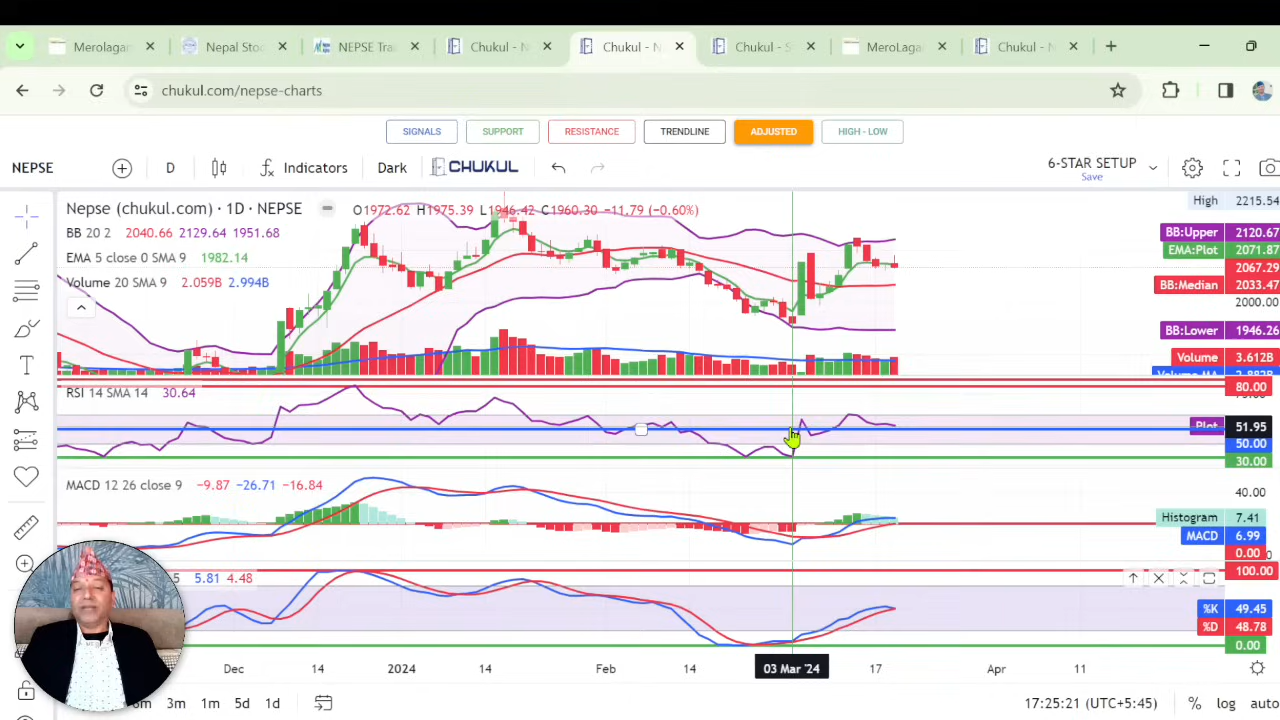 Merolagan
Nepal Stoc
NEPSE Tra
Chukul - N
Chukul - N
Chukul - S
MeroLaga
Chukul - N
chukul.com/nepse-charts
SIGNALS
SUPPORT
RESISTANCE
TRENDLINE
ADJUSTED
HIGH - LOW
NEPSE
D
Indicators
Dark
CHUKUL
6-STAR SETUP
Save
Nepse (chukul.com) · 1D · NEPSE
O1972.62 H1975.39 L1946.42 C1960.30 −11.79 (−0.60%)
High 2215.54
BB 20 2 2040.66 2129.64 1951.68
BB:Upper 2120.67
EMA:Plot 2071.87
EMA 5 close 0 SMA 9 1982.14
2067.29
Volume 20 SMA 9 2.059B 2.994B
BB:Median 2033.47
2000.00
BB:Lower 1946.26
Volume 3.612B
80.00
RSI 14 SMA 14 30.64
Plot 51.95
50.00
30.00
MACD 12 26 close 9 −9.87 −26.71 −16.84
40.00
Histogram 7.41
MACD 6.99
0.00
5 5.81 4.48
100.00
%K 49.45
%D 48.78
0.00
Dec 14 2024 14 Feb 14 03 Mar '24 17 Apr 11
3m 1m 5d 1d
17:25:21 (UTC+5:45)
% log auto